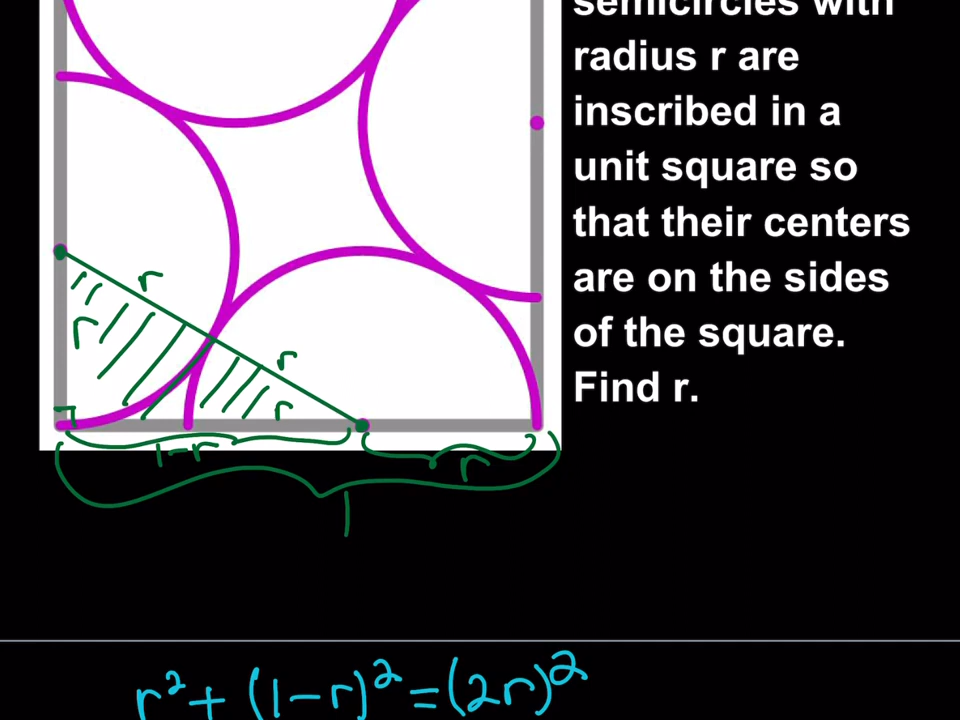 semicircles with
radius r are
inscribed in a
unit square so
that their centers
are on the sides
of the square.
Find r.
r
r
r
r
1-r
r
1
r² + (1-r)² = (2r)²